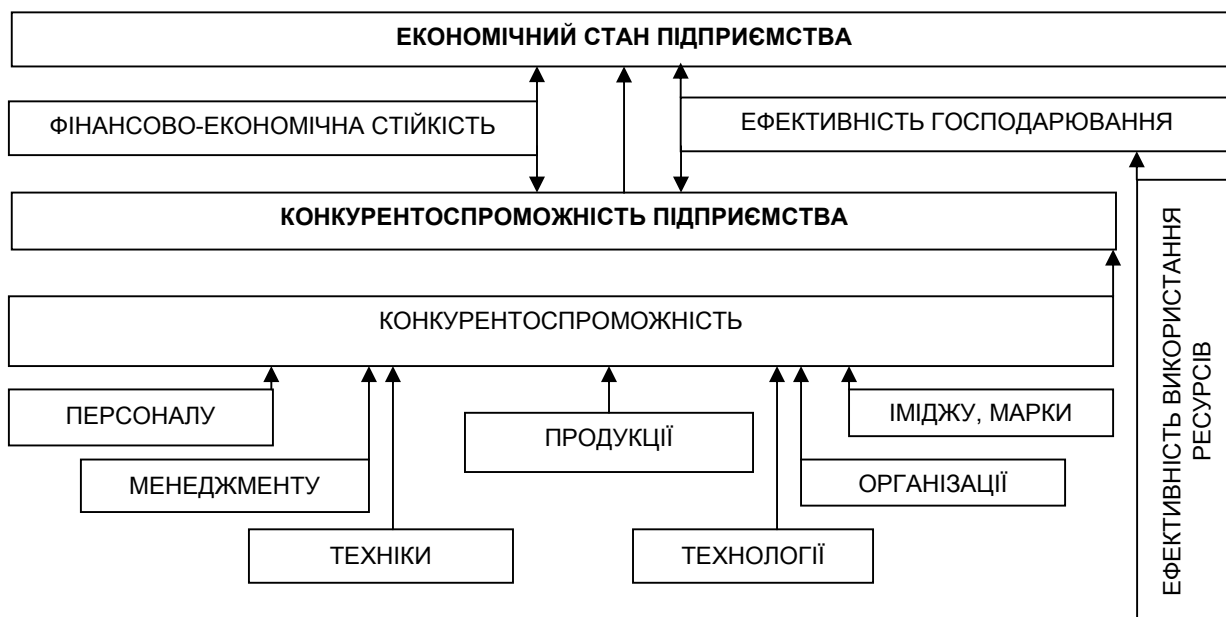 ЕКОНОМІЧНИЙ СТАН ПІДПРИЄМСТВА
ФІНАНСОВО-ЕКОНОМІЧНА СТІЙКІСТЬ
ЕФЕКТИВНІСТЬ ГОСПОДАРЮВАННЯ
КОНКУРЕНТОСПРОМОЖНІСТЬ ПІДПРИЄМСТВА
КОНКУРЕНТОСПРОМОЖНІСТЬ
ПЕРСОНАЛУ
ПРОДУКЦІЇ
ІМІДЖУ, МАРКИ
МЕНЕДЖМЕНТУ
ОРГАНІЗАЦІЇ
ТЕХНІКИ
ТЕХНОЛОГІЇ
ЕФЕКТИВНІСТЬ ВИКОРИСТАННЯ
РЕСУРСІВ